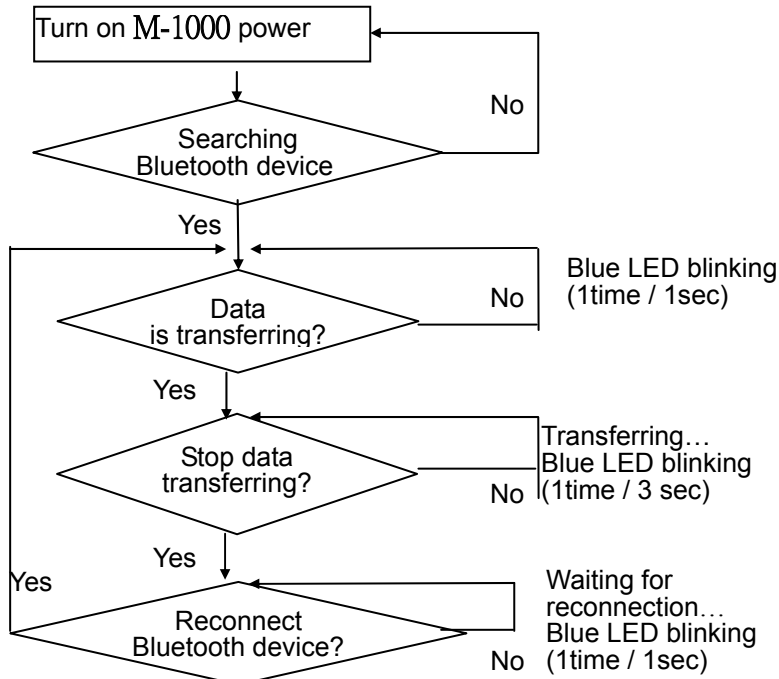 Turn on M-1000 power
No
Searching
Bluetooth device
Yes
Blue LED blinking
(1time / 1sec)
No
Data
is transferring?
Yes
Transferring…
Blue LED blinking
(1time / 3 sec)
Stop data
transferring?
No
Yes
Yes
Waiting for
reconnection…
Blue LED blinking
(1time / 1sec)
Reconnect
Bluetooth device?
No